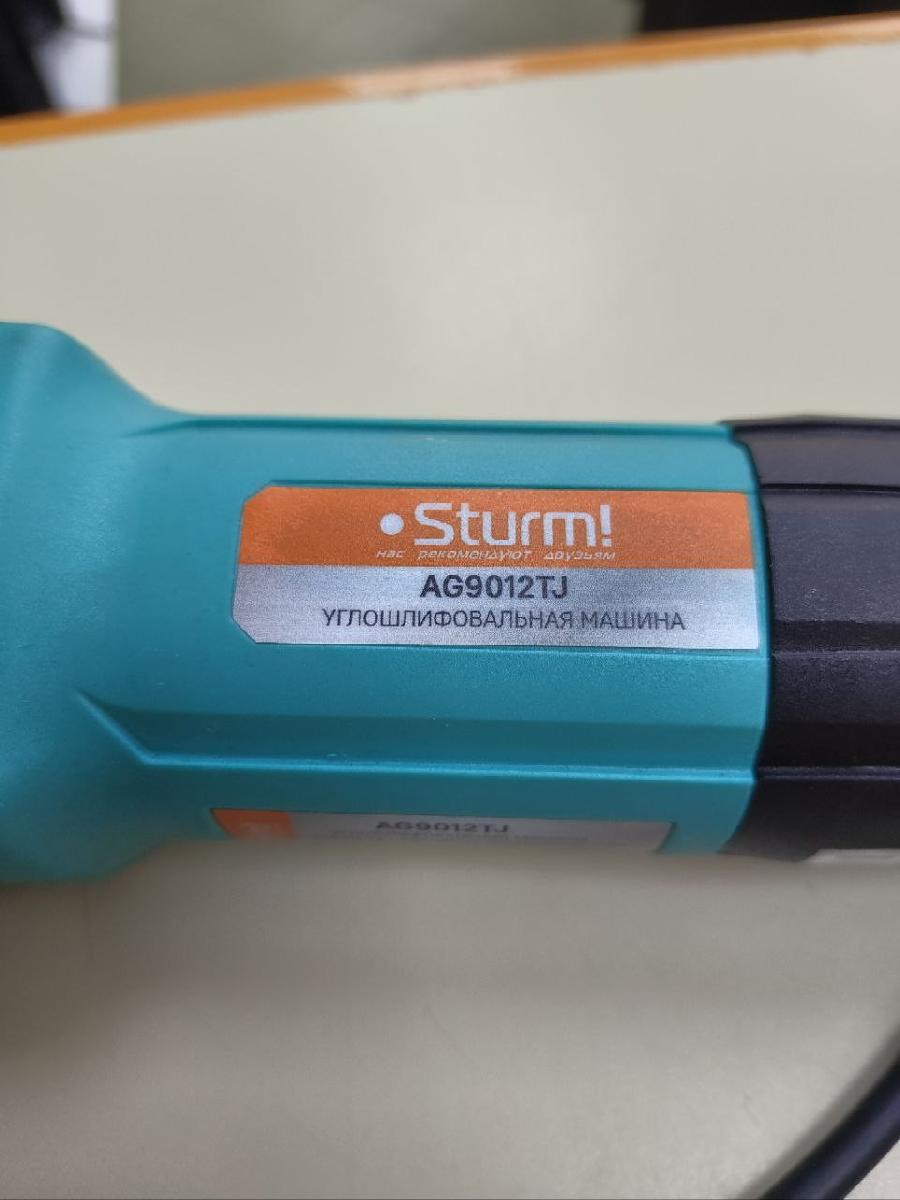 Sturm!
нас рекомендуют друзьям
AG9012TJ
УГЛОШЛИФОВАЛЬНАЯ МАШИНА
AG9012TJ